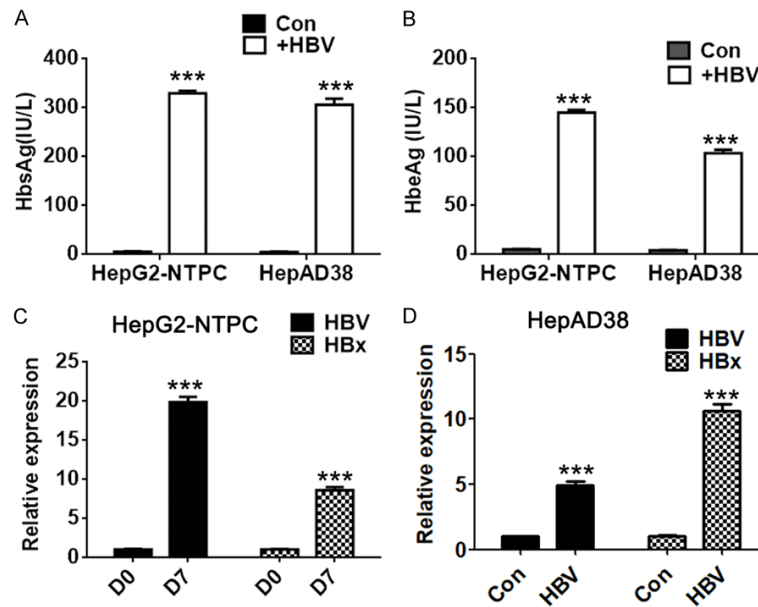 A
Con
+HBV
HbsAg(IU/L)
400
300
200
100
0
***
***
HepG2-NTPC HepAD38
B
Con
+HBV
HbeAg (IU/L)
200
150
100
50
0
***
***
HepG2-NTPC HepAD38
C
HepG2-NTPC
HBV
HBx
Relative expression
25
20
15
10
5
0
***
***
D0 D7 D0 D7
D
HepAD38
HBV
HBx
Relative expression
15
10
5
0
***
***
Con HBV Con HBV